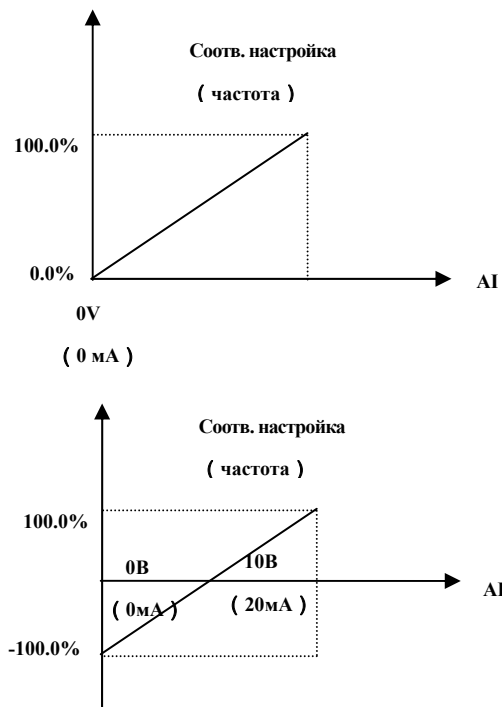 Соотв. настройка
( частота )
100.0%
0.0%
AI
0V
( 0 мА )
Соотв. настройка
( частота )
100.0%
0В
10В
AI
( 0мА )
( 20мА )
-100.0%